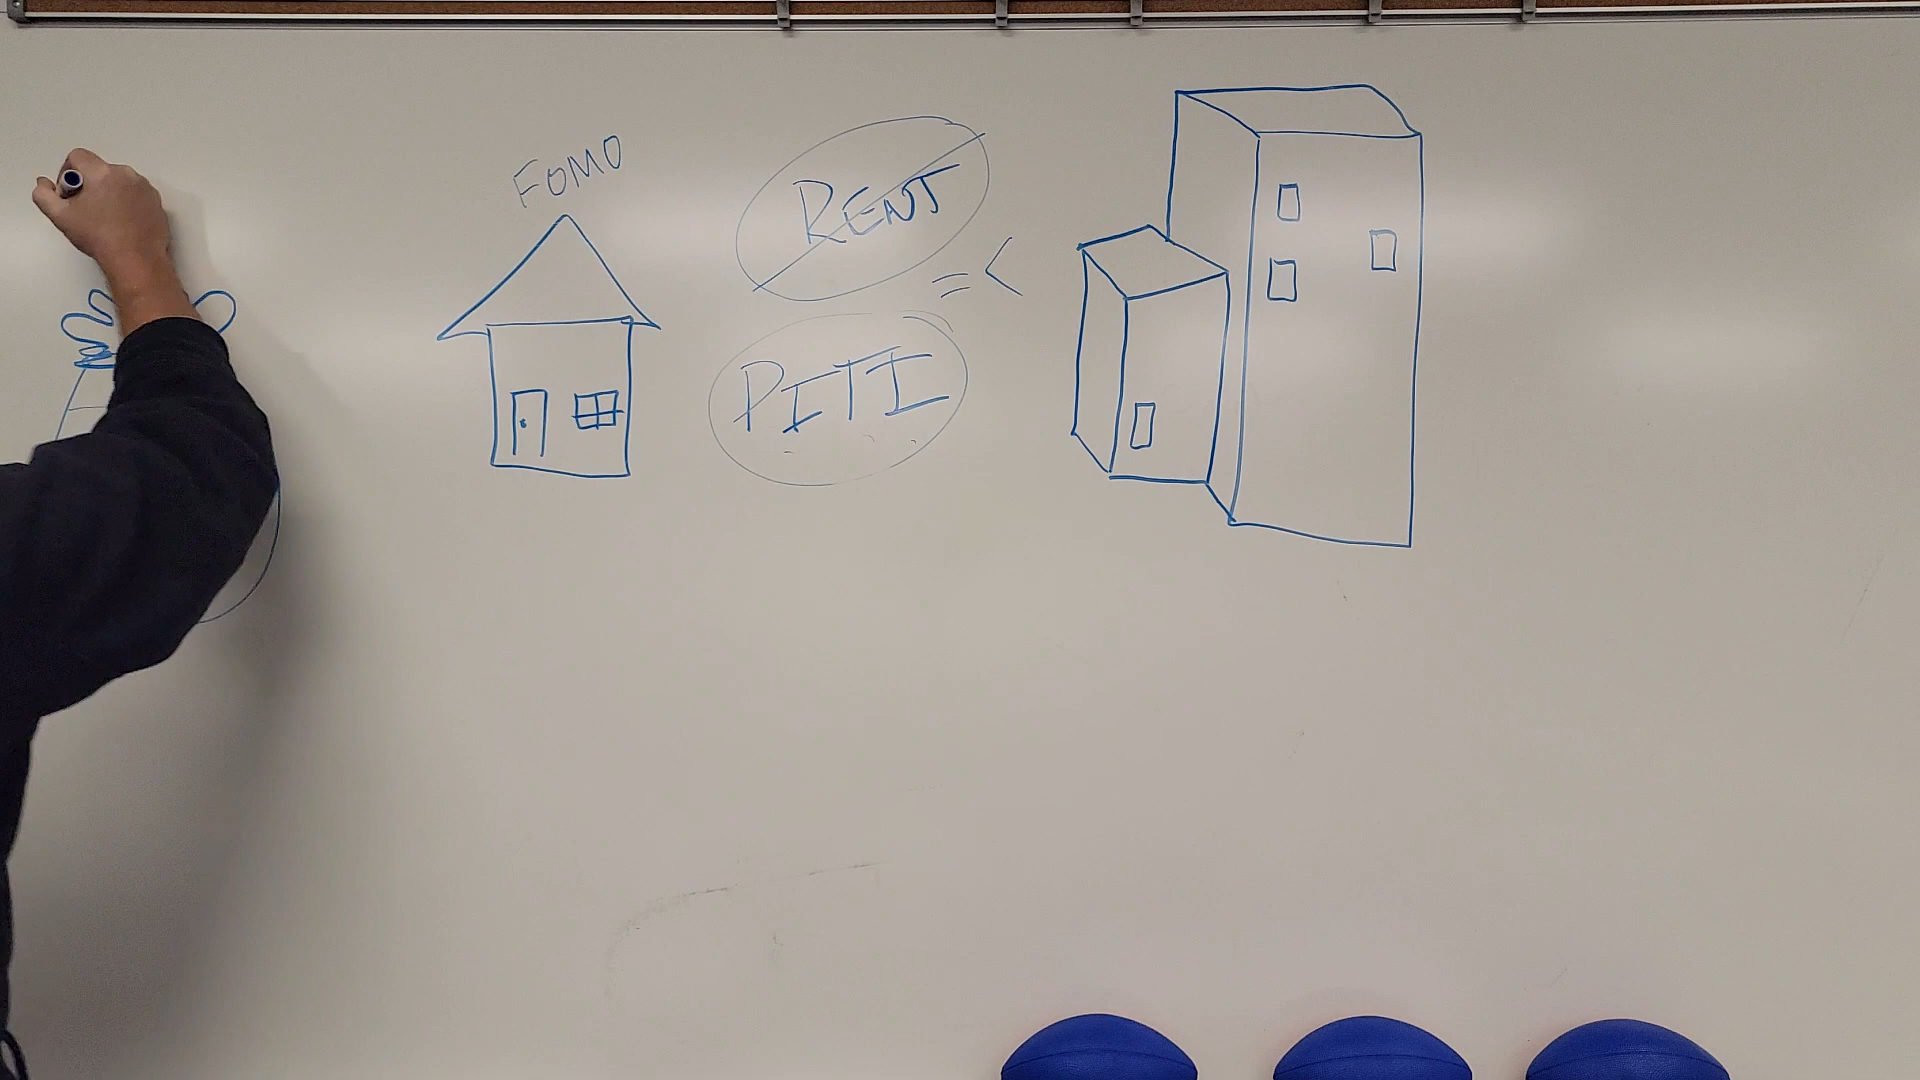 FOMO
RENT
= <
PITI